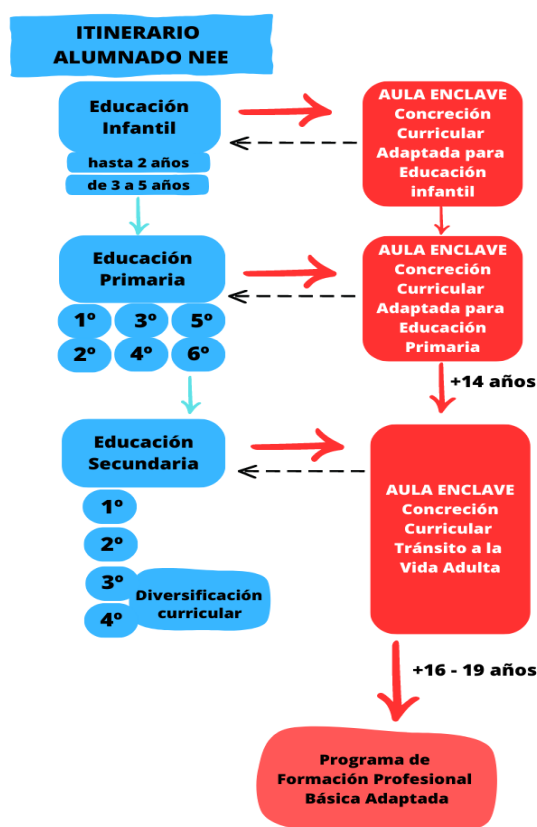 ITINERARIO
ALUMNADO NEE
Educación
Infantil
hasta 2 años
de 3 a 5 años
AULA ENCLAVE
Concreción
Curricular
Adaptada para
Educación
infantil
Educación
Primaria
1º 3º 5º
2º 4º 6º
AULA ENCLAVE
Concreción
Curricular
Adaptada para
Educación
Primaria
+14 años
Educación
Secundaria
1º
2º
3º
4º
Diversificación
curricular
AULA ENCLAVE
Concreción
Curricular
Tránsito a la
Vida Adulta
+16 - 19 años
Programa de
Formación Profesional
Básica Adaptada